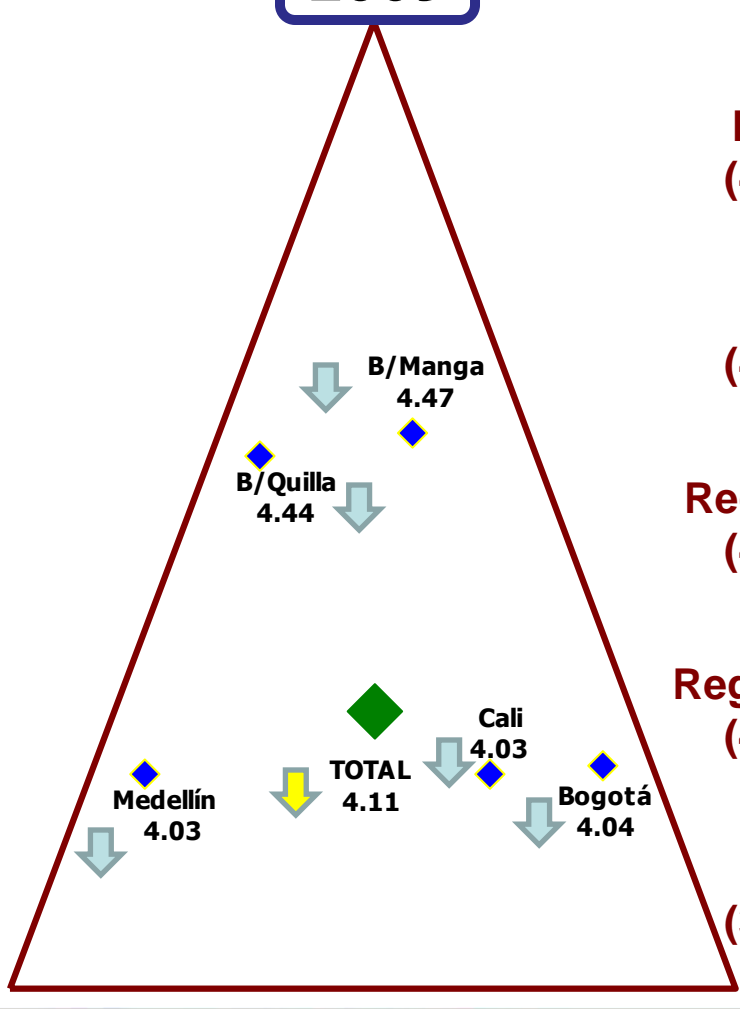 B/Manga
4.47
B/Quilla
4.44
Cali
4.03
TOTAL
4.11
Medellín
4.03
Bogotá
4.04